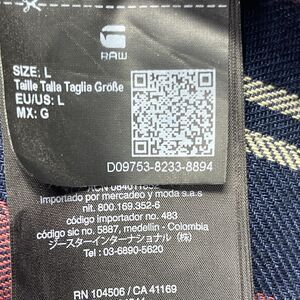 G
RAW
SIZE: L
Taille Talla Taglia Größe
EU/US: L
MX: G
D09753-8233-8894
Importado por mercadeo y moda s.a.s
nit. 800.169.352-6
código importador no. 483
código sic no. 5887, medellin - Colombia
ジースターインターナショナル (株)
Tel: 03-6890-5620
RN 104506 / CA 41169